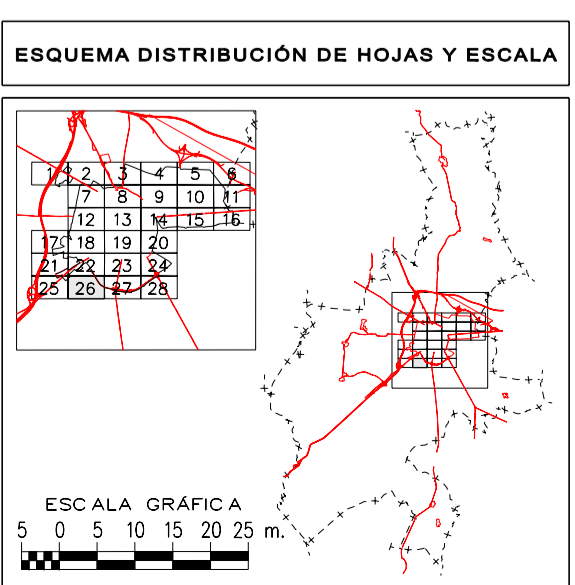 ESQUEMA DISTRIBUCIÓN DE HOJAS Y ESCALA
1 2 3 4 5 6
7 8 9 10 11
12 13 14 15 16
17 18 19 20
21 22 23 24
25 26 27 28
ESCALA GRÁFICA
5 0 5 10 15 20 25 m.